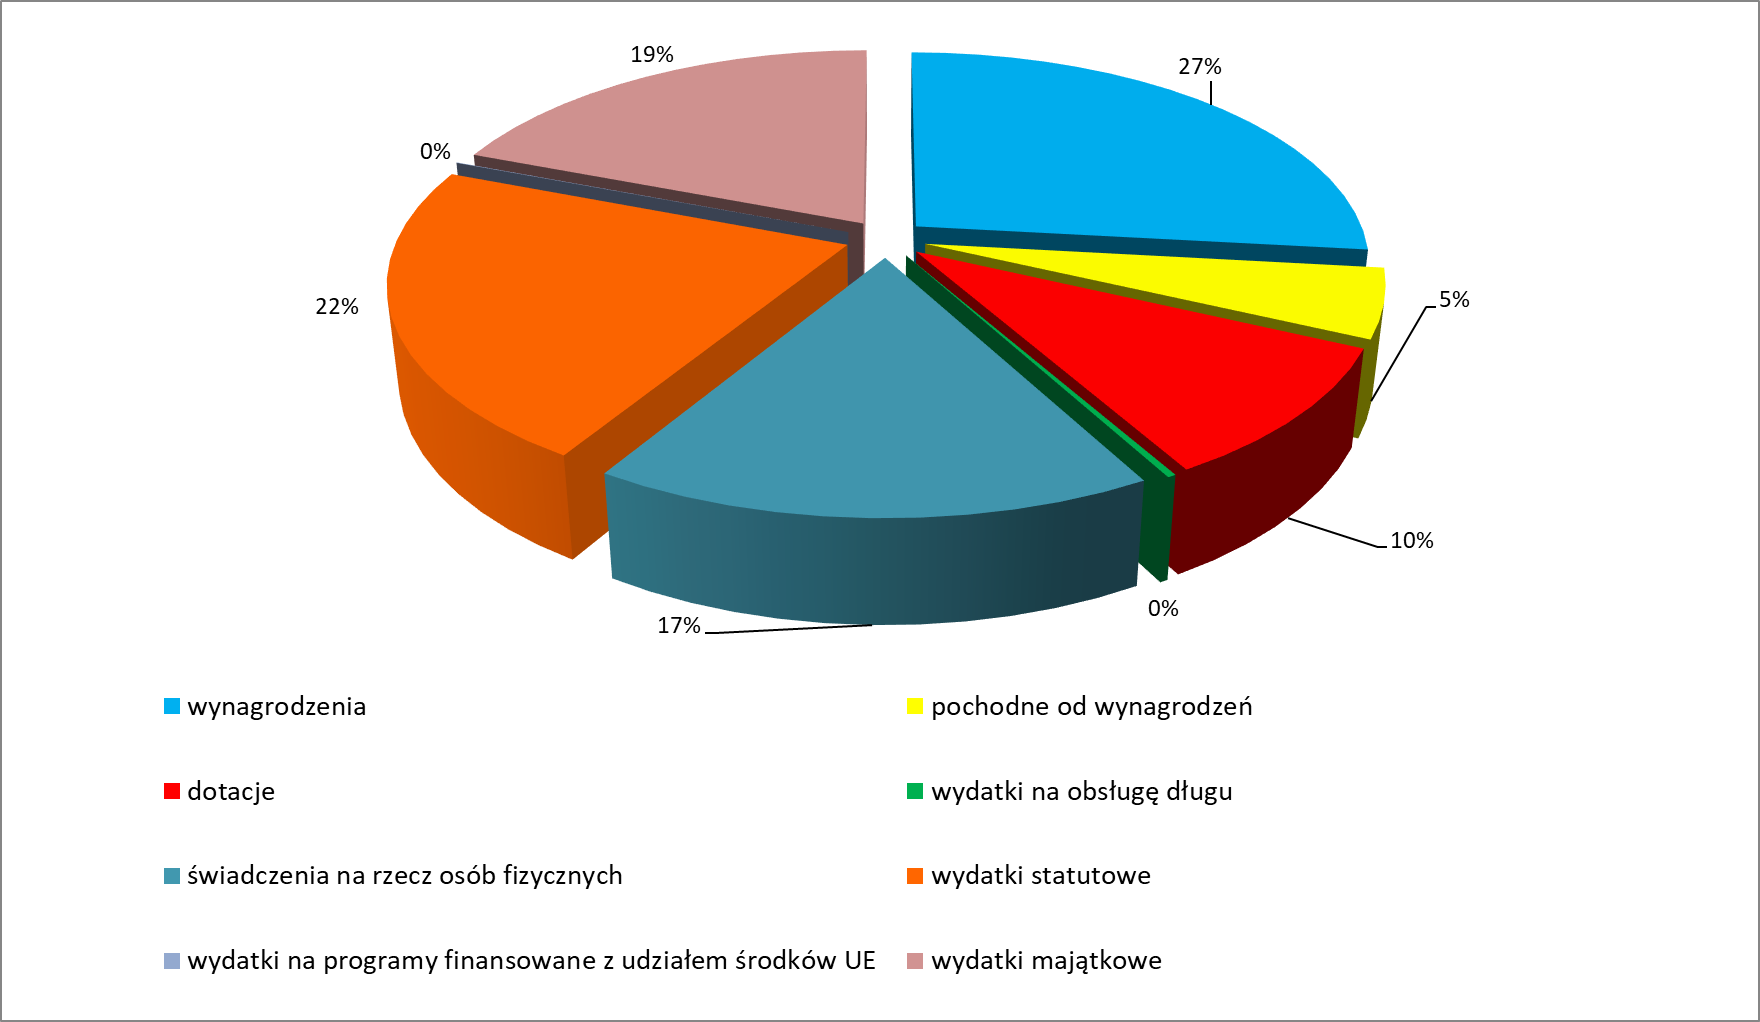 19%
27%
0%
5%
22%
10%
0%
17%
wynagrodzenia
pochodne od wynagrodzeń
dotacje
wydatki na obsługę długu
świadczenia na rzecz osób fizycznych
wydatki statutowe
wydatki na programy finansowane z udziałem środków UE
wydatki majątkowe